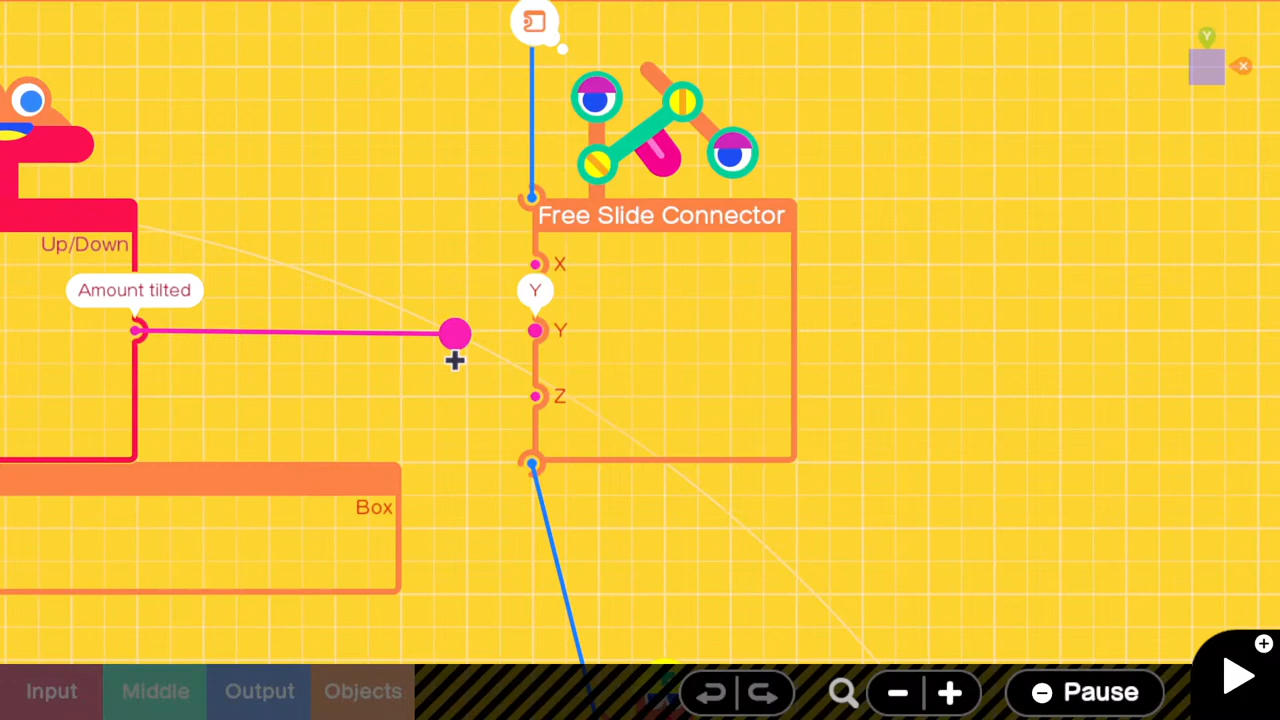 Y
X
Free Slide Connector
Up/Down
X
Amount tilted
Y
Y
Z
Box
Input
Middle
Output
Objects
Pause